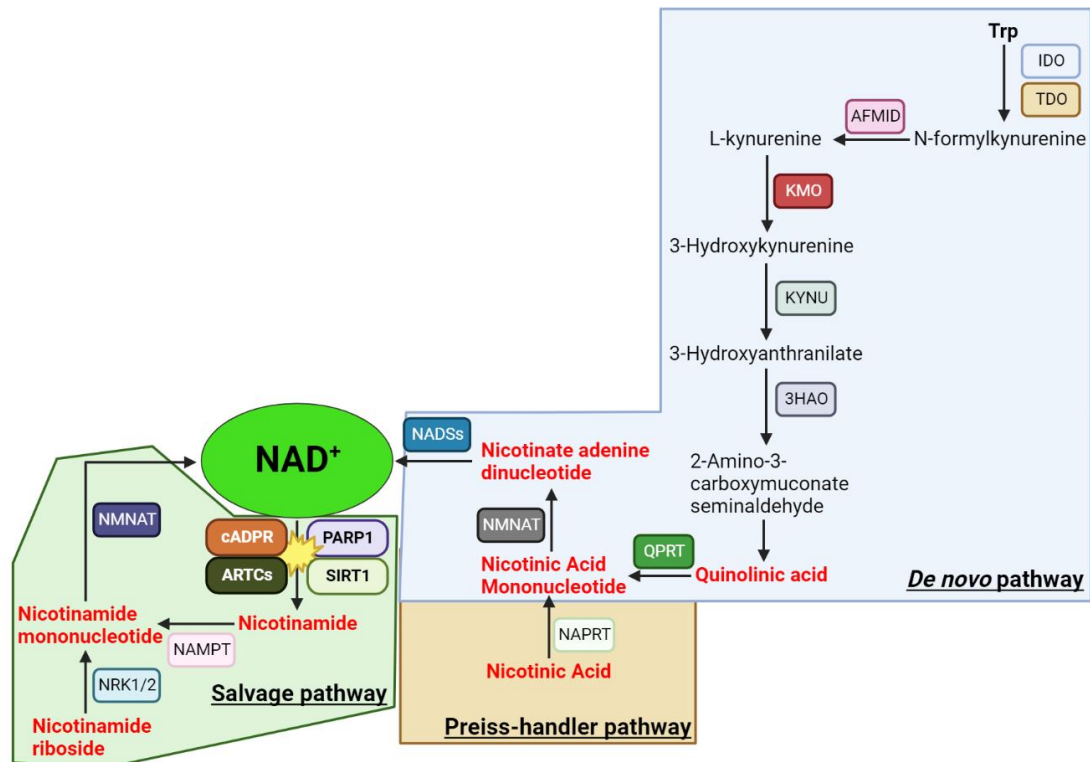 Trp
IDO
TDO
AFMID
L-kynurenine
N-formylkynurenine
KMO
3-Hydroxykynurenine
KYNU
3-Hydroxyanthranilate
3HAO
2-Amino-3-
carboxymuconate
seminaldehyde
NADSs
NAD+
Nicotinate adenine
dinucleotide
NMNAT
NMNAT
cADPR
PARP1
ARTCs
SIRT1
QPRT
Nicotinic Acid
Mononucleotide
Quinolinic acid
De novo pathway
Nicotinamide
mononucleotide
Nicotinamide
NAMPT
NAPRT
NRK1/2
Nicotinic Acid
Salvage pathway
Nicotinamide
riboside
Preiss-handler pathway